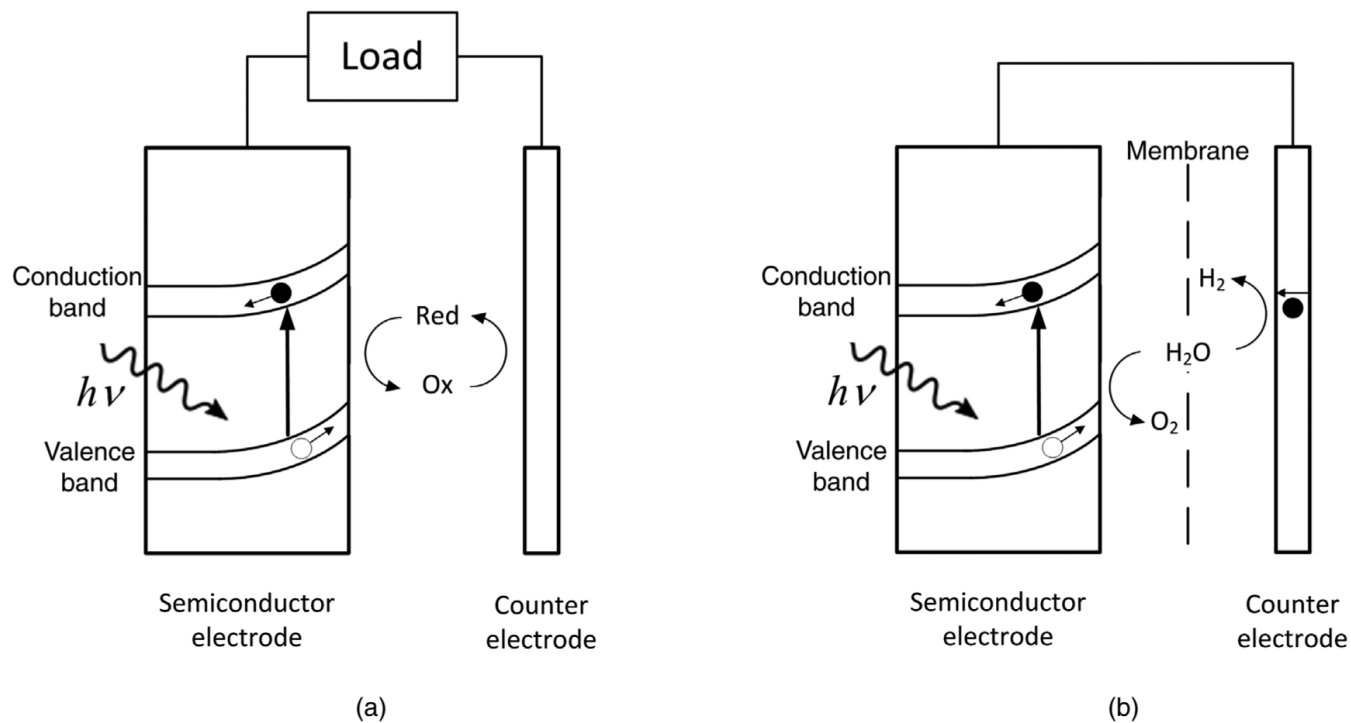 Load
Conduction
band
hν
Valence
band
Red
Ox
Semiconductor
electrode
Counter
electrode
(a)
Membrane
Conduction
band
hν
Valence
band
H₂
H₂O
O₂
Semiconductor
electrode
Counter
electrode
(b)